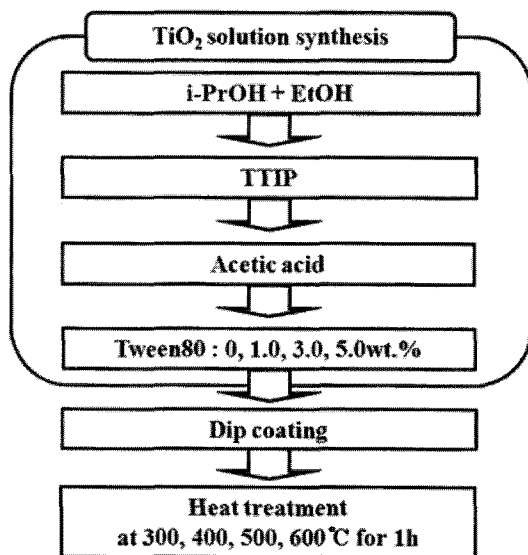 TiO₂ solution synthesis
i-PrOH + EtOH
TTIP
Acetic acid
Tween80 : 0, 1.0, 3.0, 5.0wt.%
Dip coating
Heat treatment
at 300, 400, 500, 600℃ for 1h